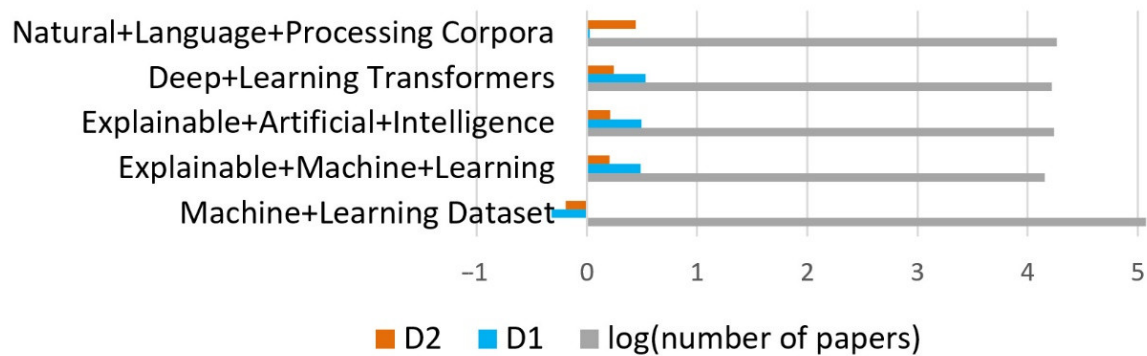 Natural+Language+Processing Corpora
Deep+Learning Transformers
Explainable+Artificial+Intelligence
Explainable+Machine+Learning
Machine+Learning Dataset
−1 0 1 2 3 4 5
D2 D1 log(number of papers)